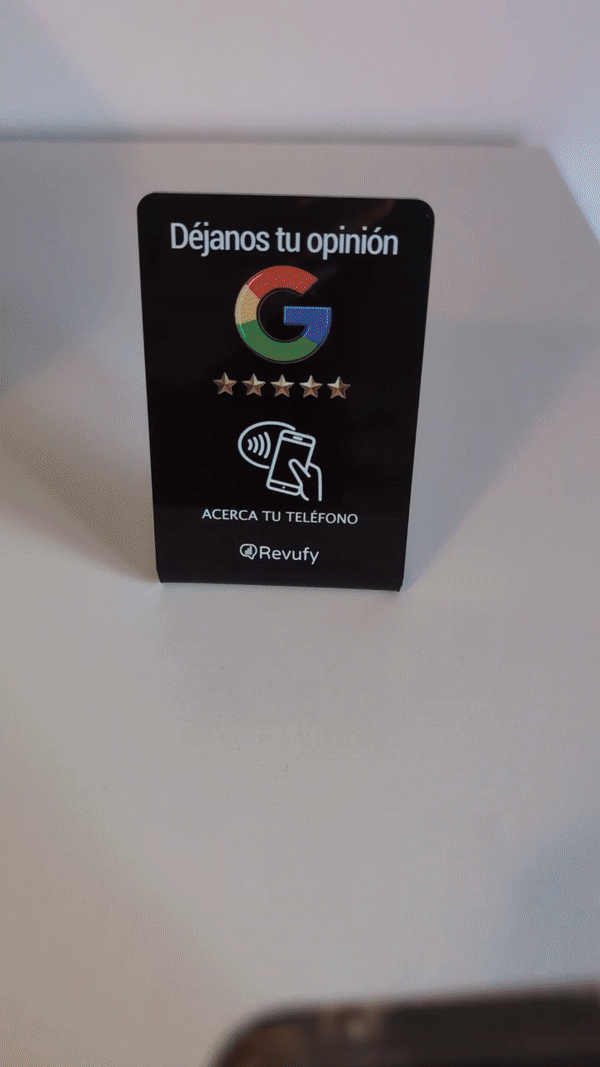 Déjanos tu opinión
ACERCA TU TELÉFONO
Revufy